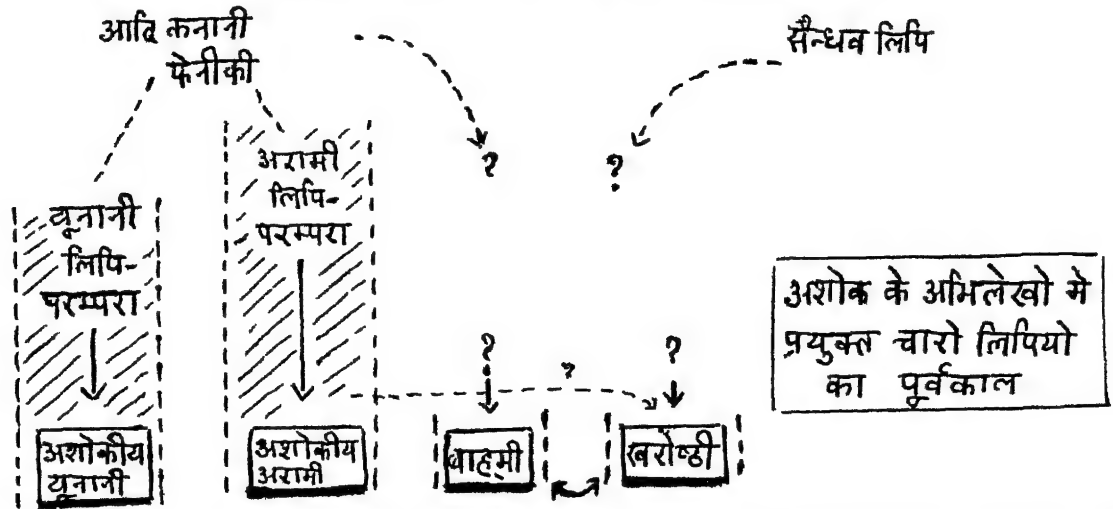 आदि कनानी
फेनीकी
सैन्धव लिपि
?
?
अरामी
लिपि-
परम्परा
यूनानी
लिपि-
परम्परा
?
?
?
अशोक के अभिलेखो मे
प्रयुक्त चारो लिपियो
का पूर्वकाल
अशोकीय
यूनानी
अशोकीय
अरामी
ब्राह्मी
खरोष्ठी